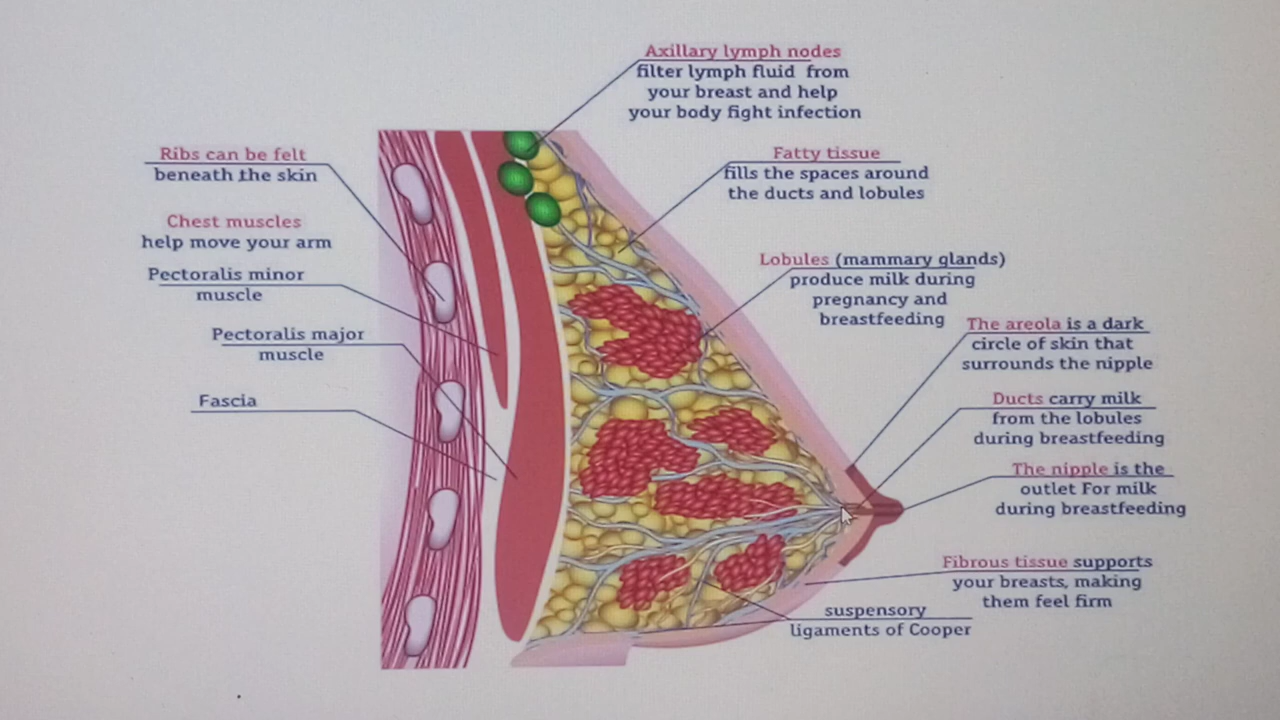 Axillary lymph nodes
filter lymph fluid from
your breast and help
your body fight infection
Ribs can be felt
beneath the skin
Chest muscles
help move your arm
Pectoralis minor
muscle
Pectoralis major
muscle
Fascia
Fatty tissue
fills the spaces around
the ducts and lobules
Lobules (mammary glands)
produce milk during
pregnancy and
breastfeeding
The areola is a dark
circle of skin that
surrounds the nipple
Ducts carry milk
from the lobules
during breastfeeding
The nipple is the
outlet For milk
during breastfeeding
Fibrous tissue supports
your breasts, making
them feel firm
suspensory
ligaments of Cooper